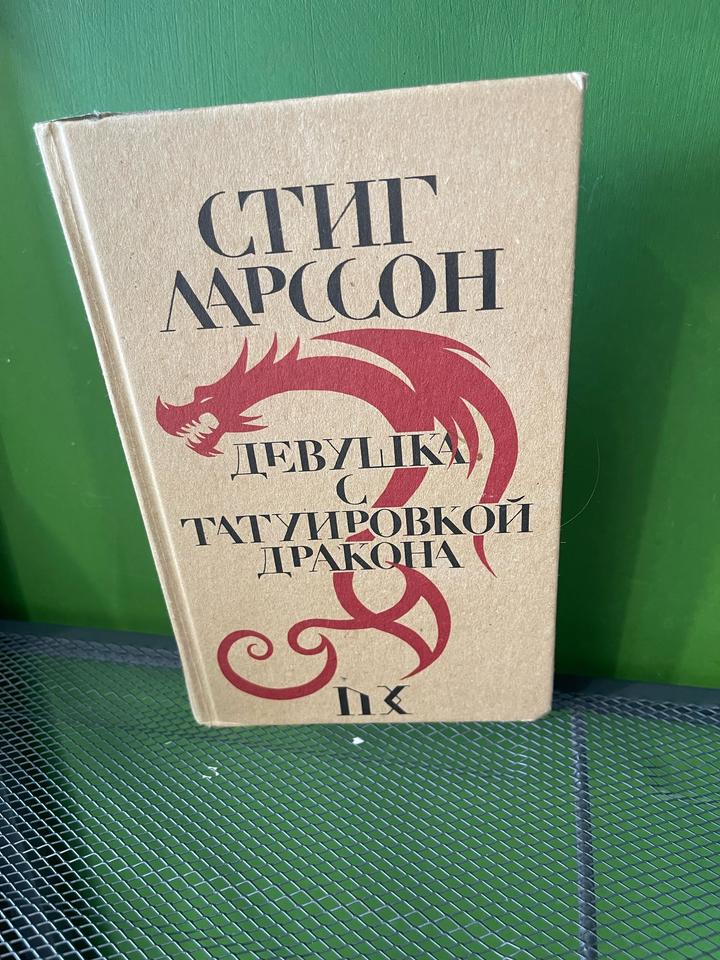 СТИГ
ЛАРССОН
ДЕВУШКА
С
ТАТУИРОВКОЙ
ДРАКОНА